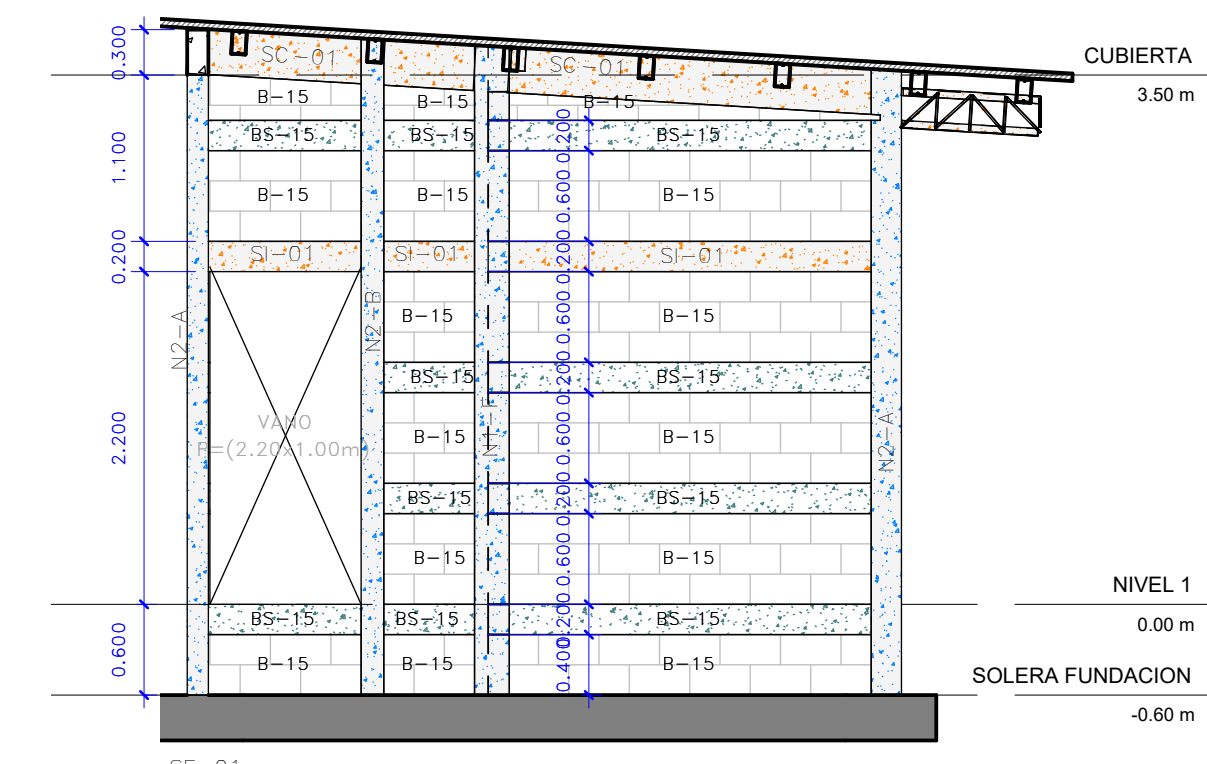 0.300
SC-01
SC-01
CUBIERTA
3.50 m
B-15
B-15
B-15
1.100
BS-15
BS-15
0.200
BS-15
B-15
B-15
0.600
B-15
0.200
SI-01
SI-01
0.200
SI-01
N2-A
N2-B
B-15
0.600
B-15
BS-15
0.200
BS-15
2.200
VANO
P=(2.20x1.00m)
B-15
N1-F
0.600
B-15
N2-A
BS-15
0.200
BS-15
B-15
0.600
B-15
NIVEL 1
0.00 m
0.600
BS-15
BS-15
0.200
BS-15
B-15
B-15
0.400
B-15
SOLERA FUNDACION
-0.60 m